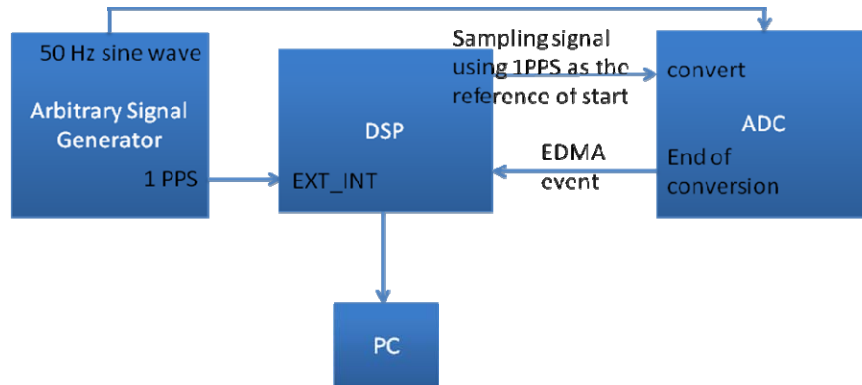 50 Hz sine wave
Arbitrary Signal
Generator
1 PPS
DSP
EXT_INT
Sampling signal
using 1PPS as the
reference of start
EDMA
event
convert
ADC
End of
conversion
PC